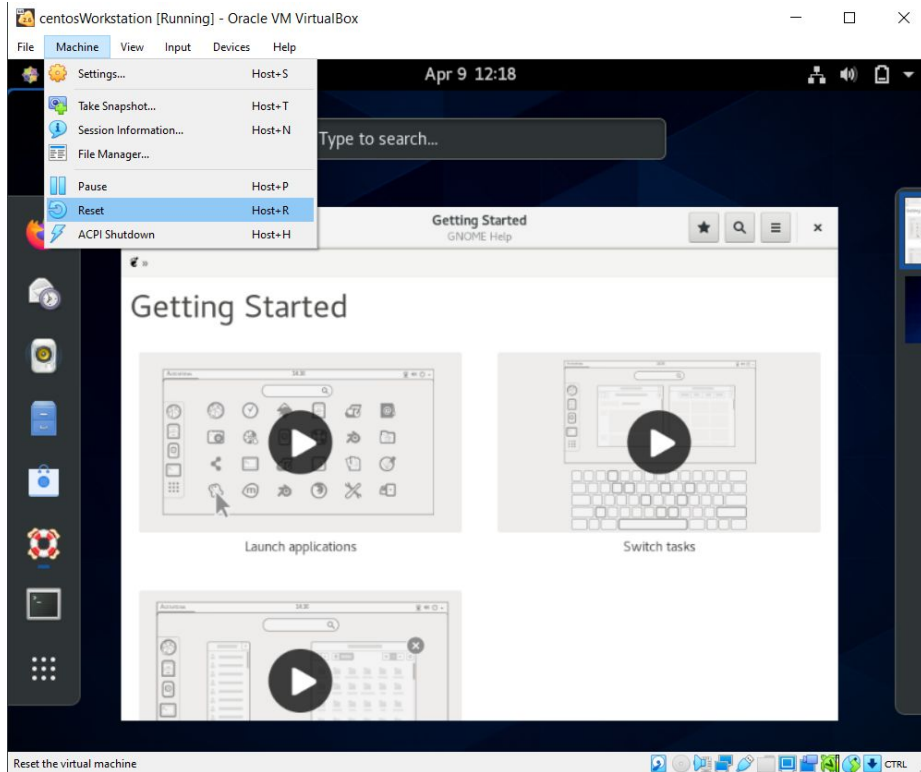 centosWorkstation [Running] - Oracle VM VirtualBox
File Machine View Input Devices Help
Settings... Host+S
Take Snapshot... Host+T
Session Information... Host+N
File Manager...
Pause Host+P
Reset Host+R
ACPI Shutdown Host+H
Apr 9 12:18
Type to search...
Getting Started
GNOME Help
Getting Started
Launch applications
Switch tasks
Reset the virtual machine
CTRL